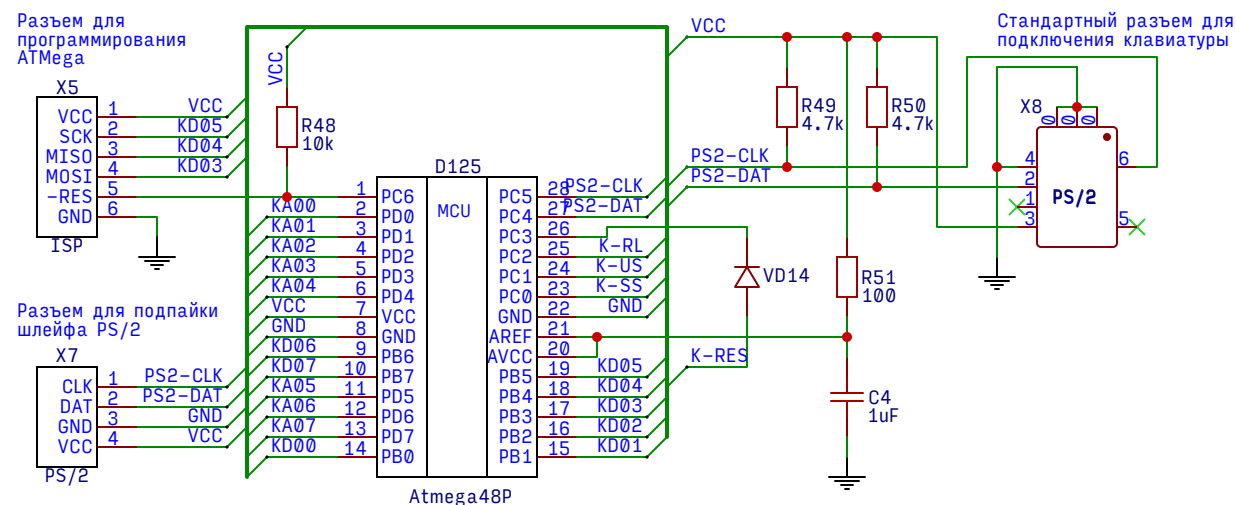 Разъем для
программирования
ATMega
X5
VCC 1 VCC
SCK 2 KD05
MISO 3 KD04
MOSI 4 KD03
-RES 5
GND 6
ISP
Разъем для подпайки
шлейфа PS/2
X7
CLK 1 PS2-CLK
DAT 2 PS2-DAT
GND 3 GND
VCC 4 VCC
PS/2
VCC
R48
10k
D125
MCU
1 PC6
KA00 2 PD0
KA01 3 PD1
KA02 4 PD2
KA03 5 PD3
KA04 6 PD4
VCC 7 VCC
GND 8 GND
KD06 9 PB6
KD07 10 PB7
KA05 11 PD5
KA06 12 PD6
KA07 13 PD7
KD00 14 PB0
PC5 28 PS2-CLK
PC4 27 PS2-DAT
PC3 26
PC2 25 K-RL
PC1 24 K-US
PC0 23 K-SS
GND 22 GND
AREF 21
AVCC 20
PB5 19 KD05
PB4 18 KD04
PB3 17 KD03
PB2 16 KD02
PB1 15 KD01
Atmega48P
VCC
PS2-CLK
PS2-DAT
K-RES
VD14
R49
4.7k
R50
4.7k
R51
100
C4
1uF
Стандартный разъем для
подключения клавиатуры
X8
0 0 0
4
2
1
3
6
5
PS/2